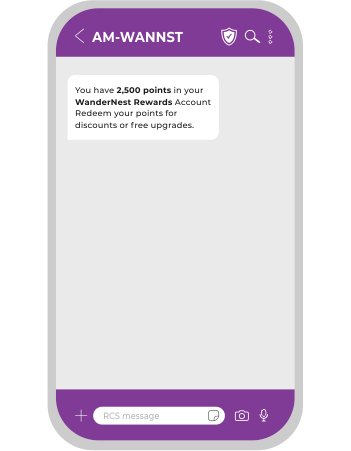 AM-WANNST
You have 2,500 points in your
WanderNest Rewards Account
Redeem your points for
discounts or free upgrades.
RCS message